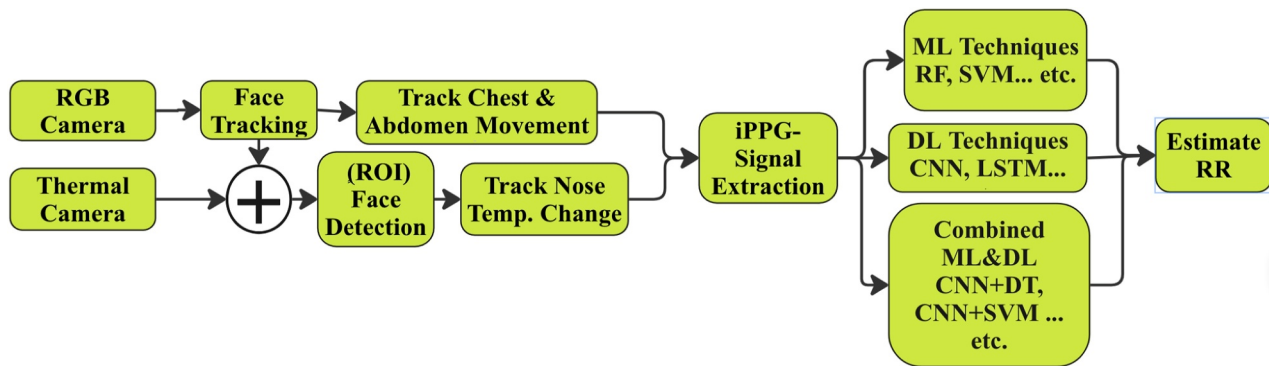 RGB
Camera
Face
Tracking
Track Chest &
Abdomen Movement
Thermal
Camera
(ROI)
Face
Detection
Track Nose
Temp. Change
iPPG-
Signal
Extraction
ML Techniques
RF, SVM... etc.
DL Techniques
CNN, LSTM...
Combined
ML&DL
CNN+DT,
CNN+SVM ...
etc.
Estimate
RR